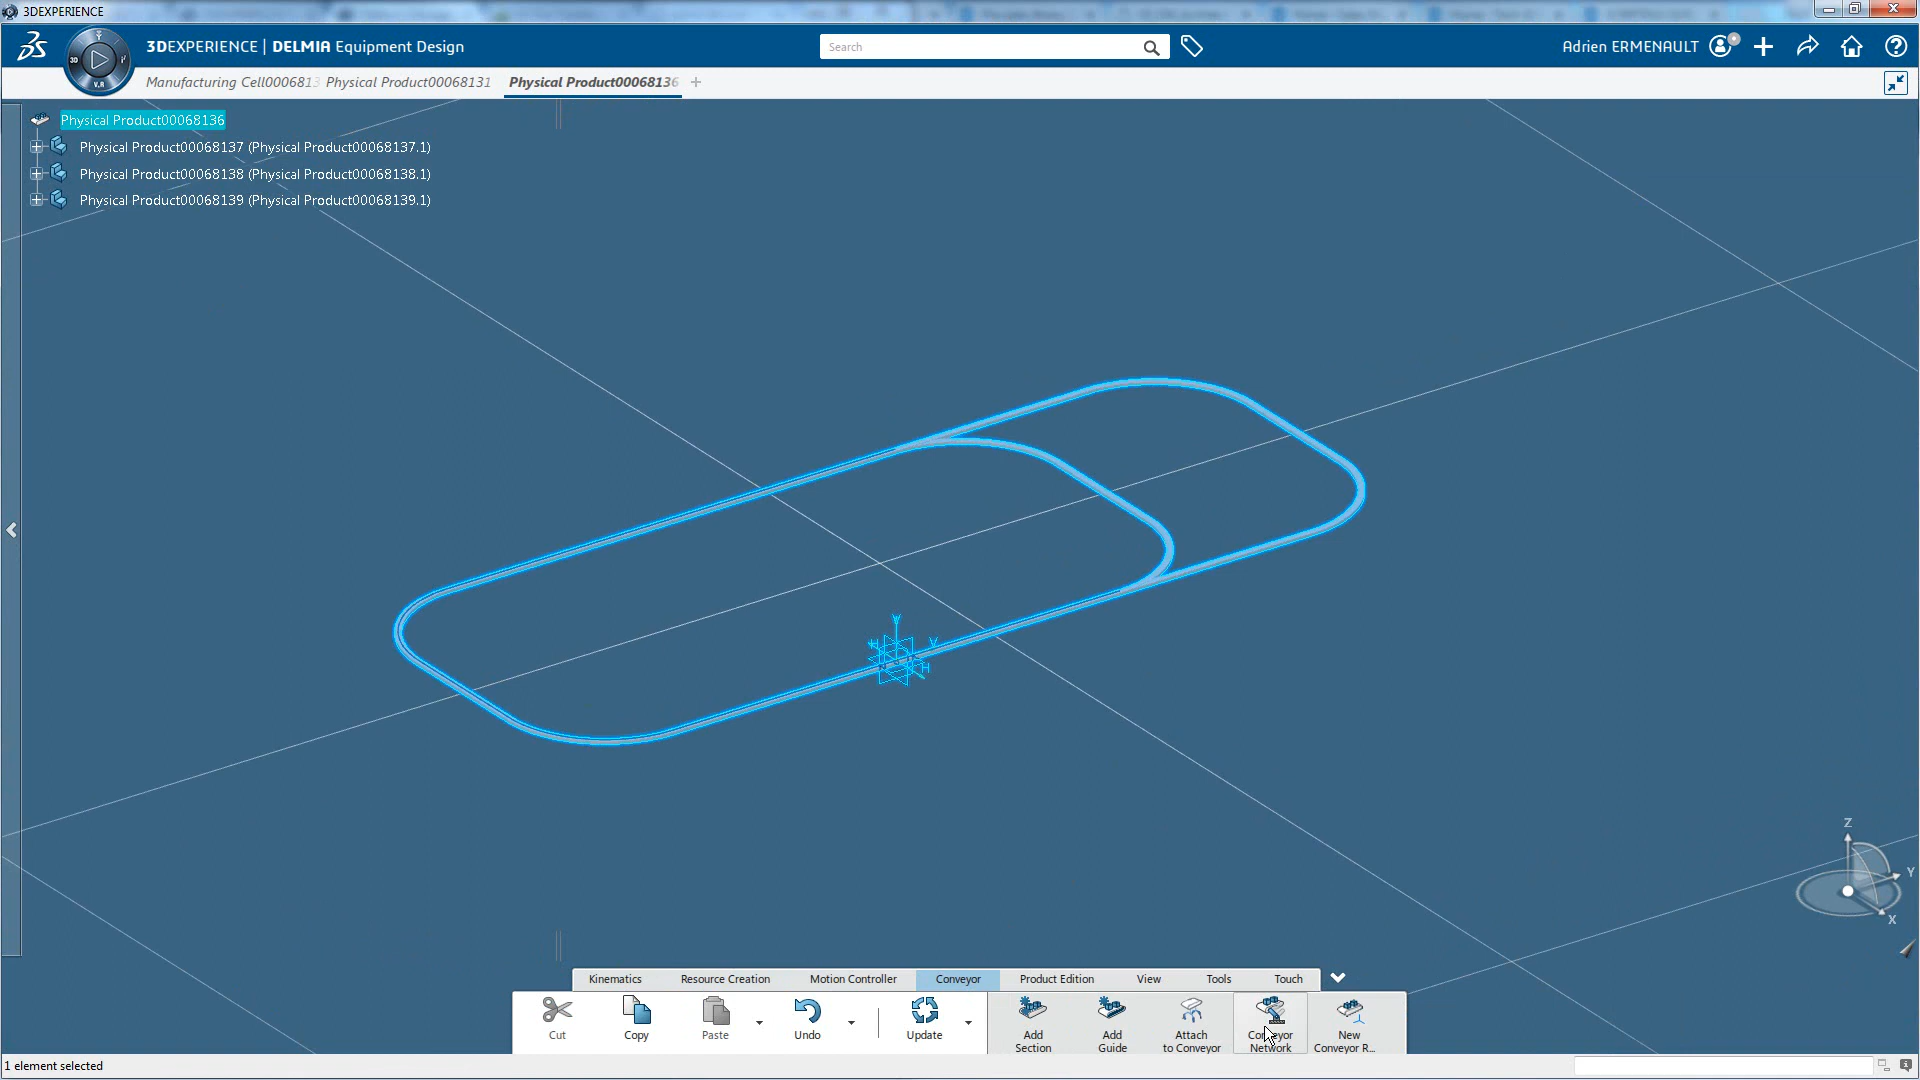 3DEXPERIENCE
3DEXPERIENCE | DELMIA Equipment Design
Search
Adrien ERMENAULT
3D
V.R
Manufacturing Cell0006813
Physical Product00068131
Physical Product00068136
Physical Product00068136
Physical Product00068137 (Physical Product00068137.1)
Physical Product00068138 (Physical Product00068138.1)
Physical Product00068139 (Physical Product00068139.1)
V
H
V
H
Z
Y
X
Kinematics
Resource Creation
Motion Controller
Conveyor
Product Edition
View
Tools
Touch
Cut
Copy
Paste
Undo
Update
Add
Section
Add
Guide
Attach
to Conveyor
Conveyor
Network
New
Conveyor R...
1 element selected